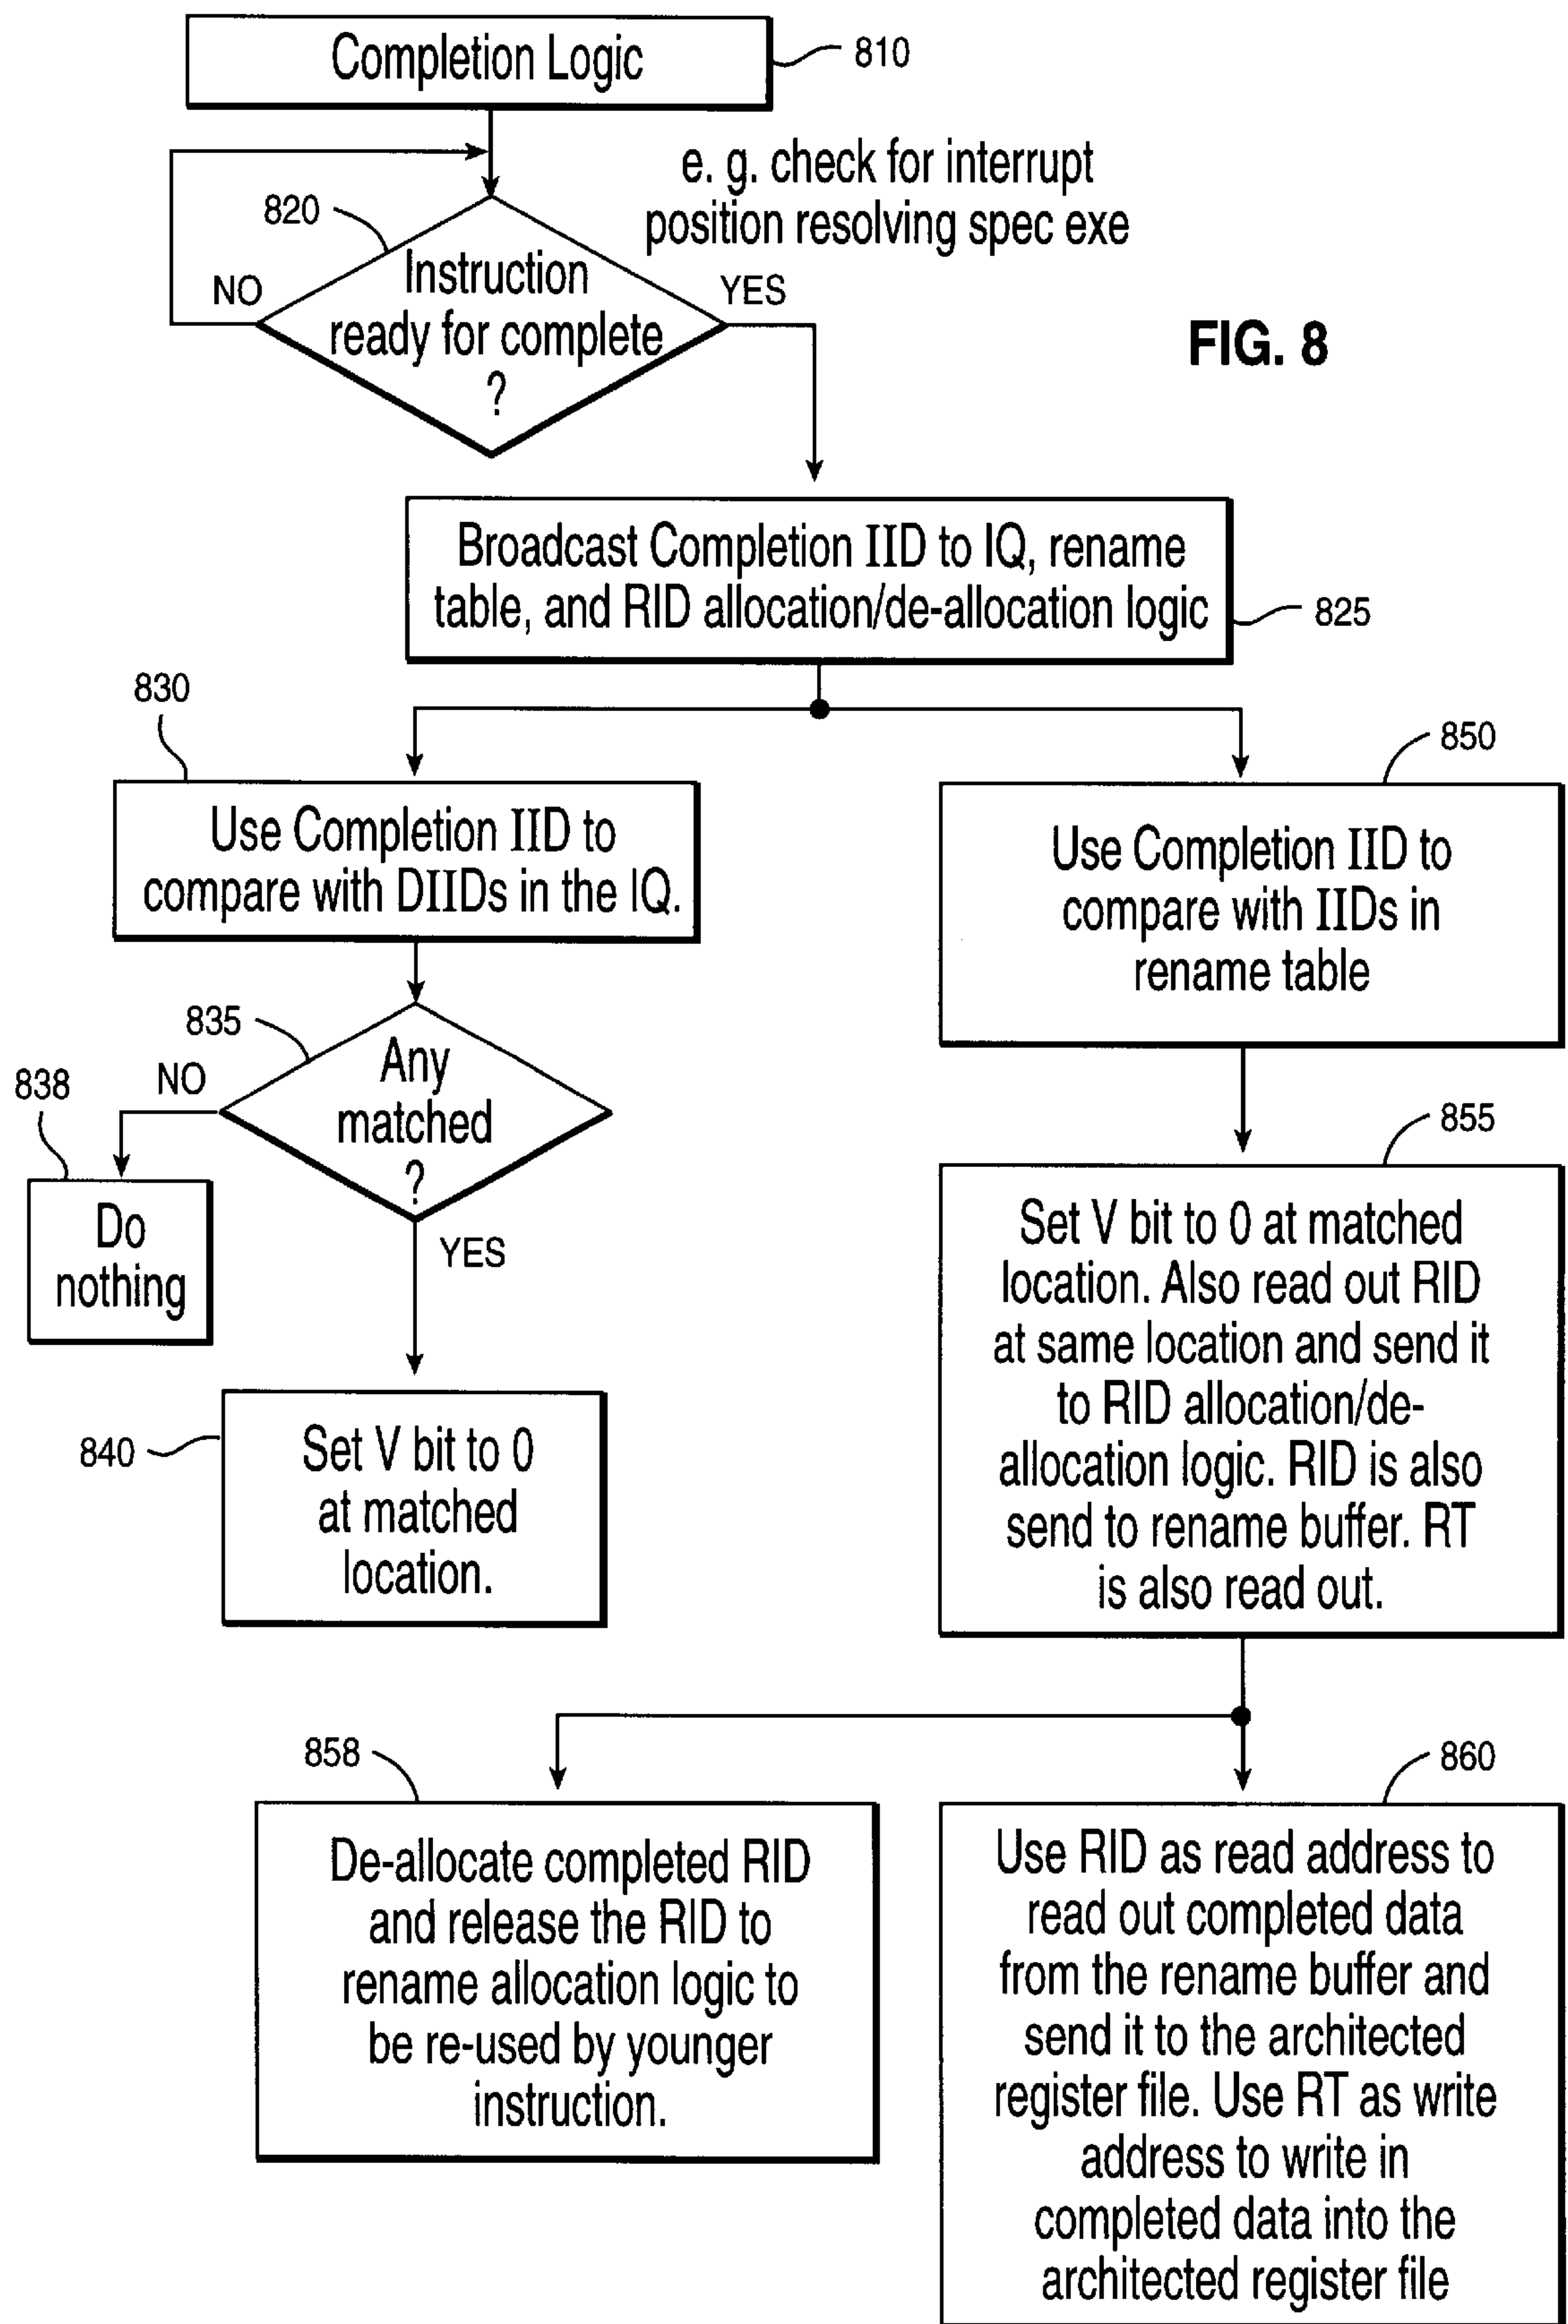 Completion Logic
810
e. g. check for interrupt
position resolving spec exe
820
Instruction
ready for complete
?
NO
YES
FIG. 8
Broadcast Completion IID to IQ, rename
table, and RID allocation/de-allocation logic
825
830
Use Completion IID to
compare with DIIDs in the IQ.
850
Use Completion IID to
compare with IIDs in
rename table
835
Any
matched
?
NO
YES
838
Do
nothing
840
Set V bit to 0
at matched
location.
855
Set V bit to 0 at matched
location. Also read out RID
at same location and send it
to RID allocation/de-
allocation logic. RID is also
send to rename buffer. RT
is also read out.
858
De-allocate completed RID
and release the RID to
rename allocation logic to
be re-used by younger
instruction.
860
Use RID as read address to
read out completed data
from the rename buffer and
send it to the architected
register file. Use RT as write
address to write in
completed data into the
architected register file